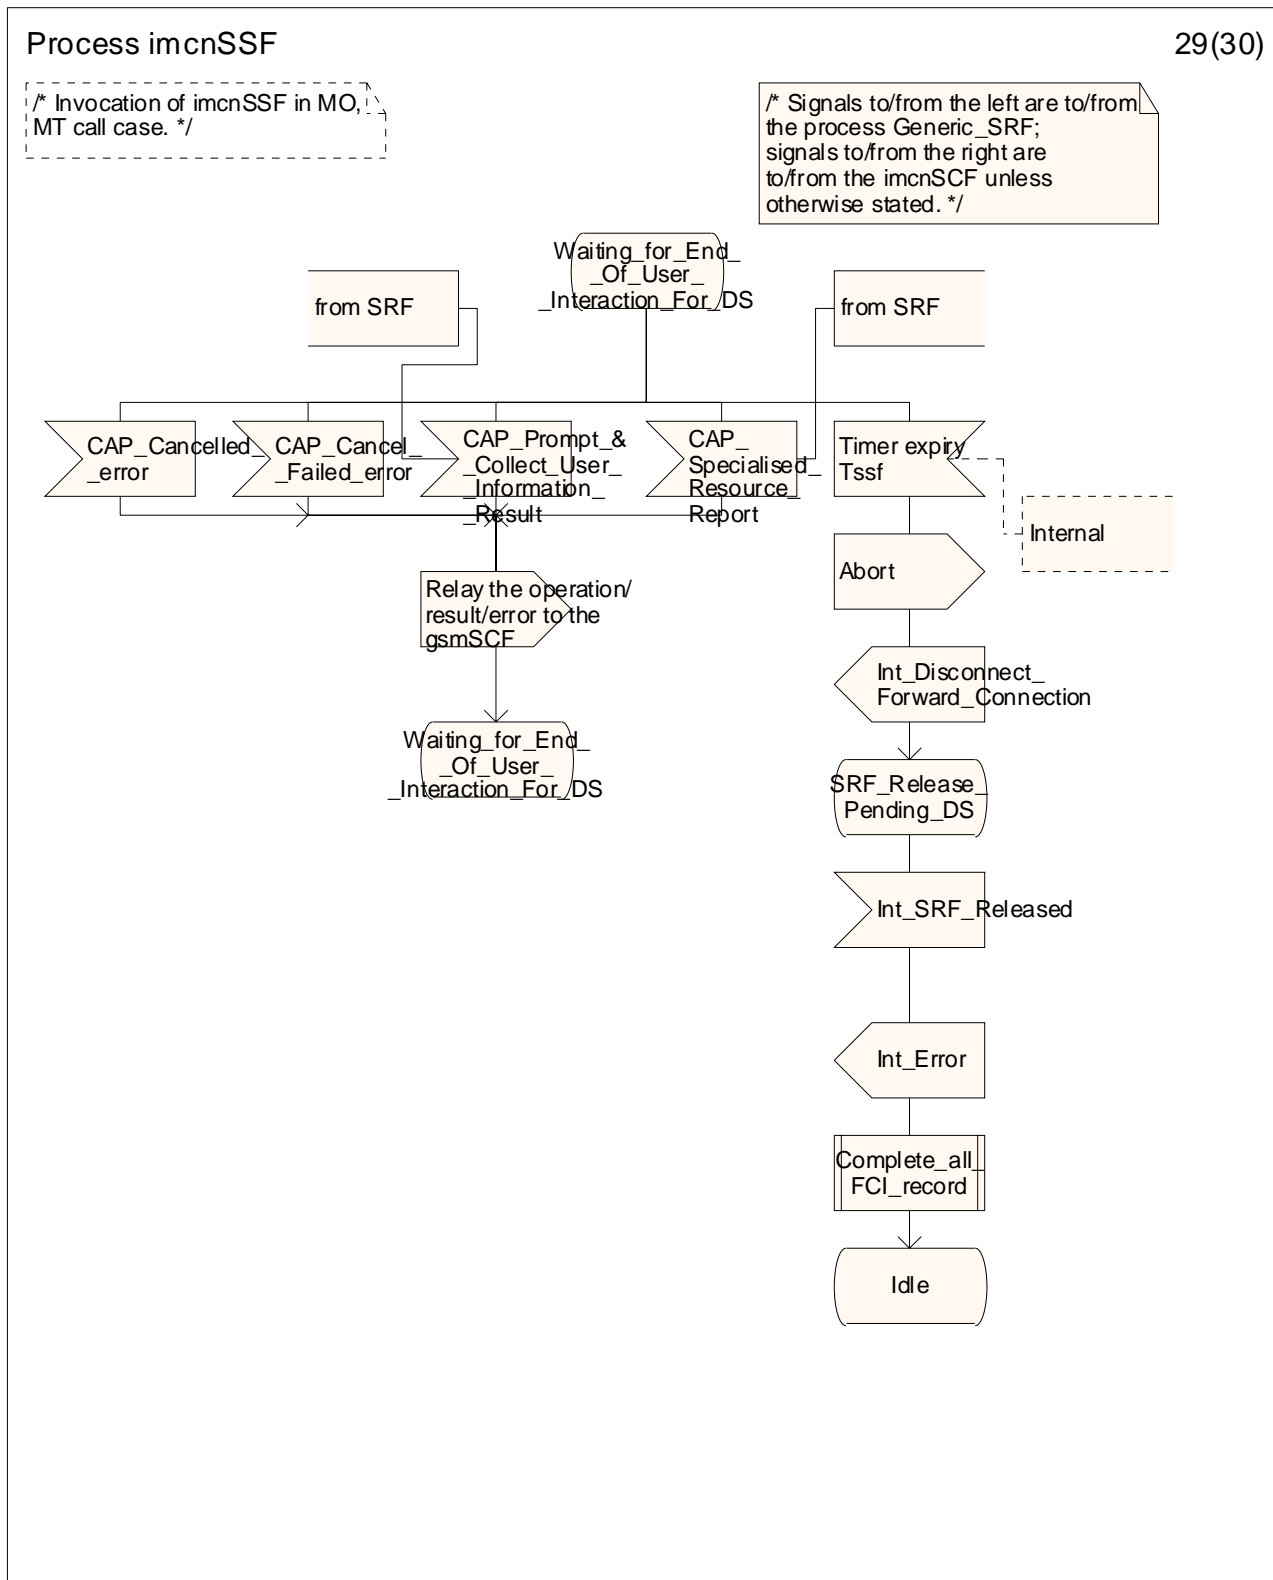 Process imcnSSF
29(30)
/* Invocation of imcnSSF in MO,
MT call case. */
/* Signals to/from the left are to/from
the process Generic_SRF;
signals to/from the right are
to/from the imcnSCF unless
otherwise stated. */
Waiting_for_End_
_Of_User_
_Interaction_For_DS
from SRF
from SRF
CAP_Cancelled_
_error
CAP_Cancel_
_Failed_error
CAP_Prompt_&
_Collect_User_
_Information_
_Result
CAP_
Specialised_
Resource_
Report
Timer expiry
Tssf
Internal
Abort
Relay the operation/
result/error to the
gsmSCF
Int_Disconnect_
Forward_Connection
Waiting_for_End_
_Of_User_
_Interaction_For_DS
SRF_Release_
Pending_DS
Int_SRF_Released
Int_Error
Complete_all_
FCI_record
Idle